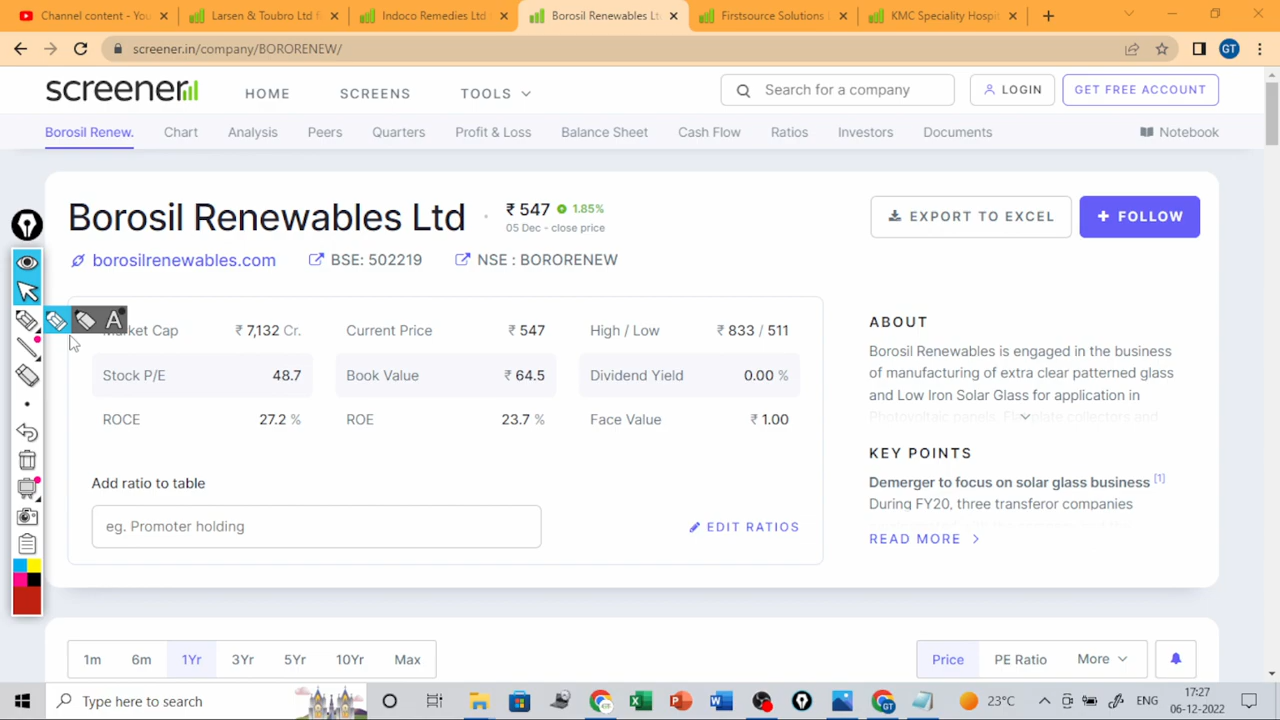 Channel content - You
Larsen & Toubro Ltd f
Indoco Remedies Ltd
Borosil Renewables Lt
Firstsource Solutions
KMC Speciality Hospi
screener.in/company/BORORENEW/
GT
screener
HOME
SCREENS
TOOLS
Search for a company
LOGIN
GET FREE ACCOUNT
Borosil Renew.
Chart
Analysis
Peers
Quarters
Profit & Loss
Balance Sheet
Cash Flow
Ratios
Investors
Documents
Notebook
Borosil Renewables Ltd
₹ 547 1.85%
05 Dec - close price
EXPORT TO EXCEL
+ FOLLOW
borosilrenewables.com
BSE: 502219
NSE : BORORENEW
A
Market Cap ₹ 7,132 Cr.
Current Price ₹ 547
High / Low ₹ 833 / 511
Stock P/E 48.7
Book Value ₹ 64.5
Dividend Yield 0.00 %
ROCE 27.2 %
ROE 23.7 %
Face Value ₹ 1.00
Add ratio to table
eg. Promoter holding
EDIT RATIOS
ABOUT
Borosil Renewables is engaged in the business
of manufacturing of extra clear patterned glass
and Low Iron Solar Glass for application in
KEY POINTS
Demerger to focus on solar glass business [1]
During FY20, three transferor companies
READ MORE
1m
6m
1Yr
3Yr
5Yr
10Yr
Max
Price
PE Ratio
More
Type here to search
GT
23°C
ENG
17:27
06-12-2022